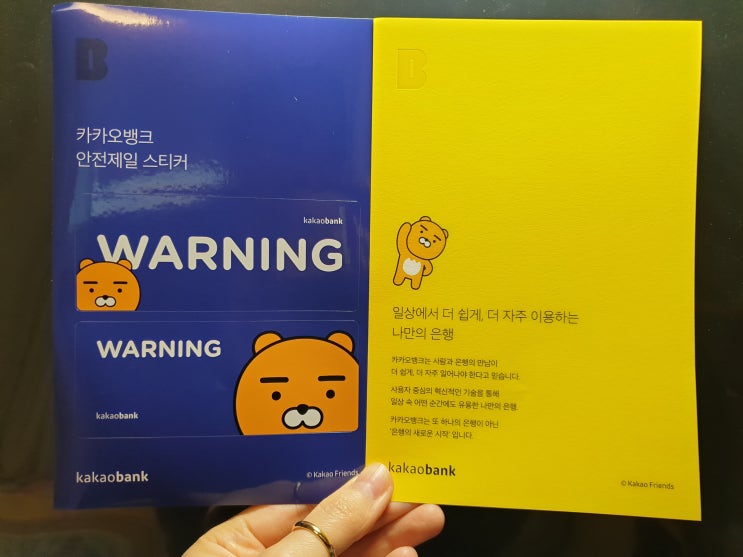 B
카카오뱅크
안전제일 스티커
kakaobank
WARNING
WARNING
kakaobank
kakaobank
© Kakao Friends
B
일상에서 더 쉽게, 더 자주 이용하는
나만의 은행
카카오뱅크는 사람과 은행의 만남이
더 쉽게, 더 자주 일어나야 한다고 믿습니다.
사용자 중심의 혁신적인 기술을 통해
일상 속 어떤 순간에도 유용한 나만의 은행.
카카오뱅크는 또 하나의 은행이 아닌
'은행의 새로운 시작' 입니다.
kakaobank
© Kakao Friends